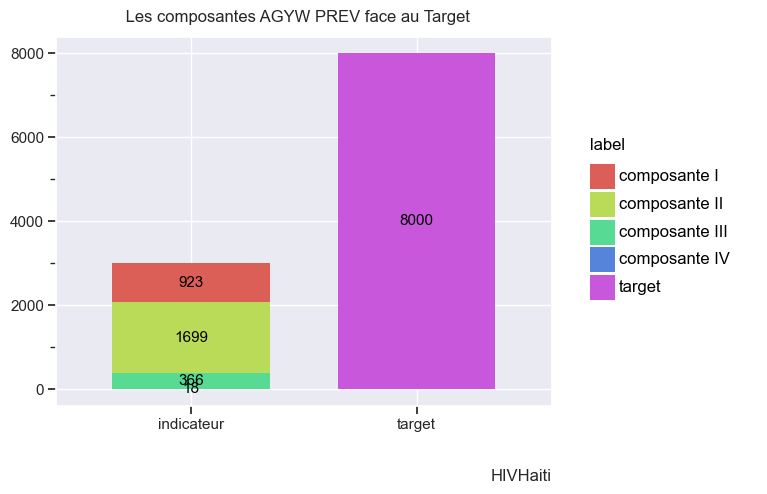 Les composantes AGYW PREV face au Target
8000
6000
4000
2000
0
923
1699
366
18
8000
indicateur
target
label
composante I
composante II
composante III
composante IV
target
HIVHaiti